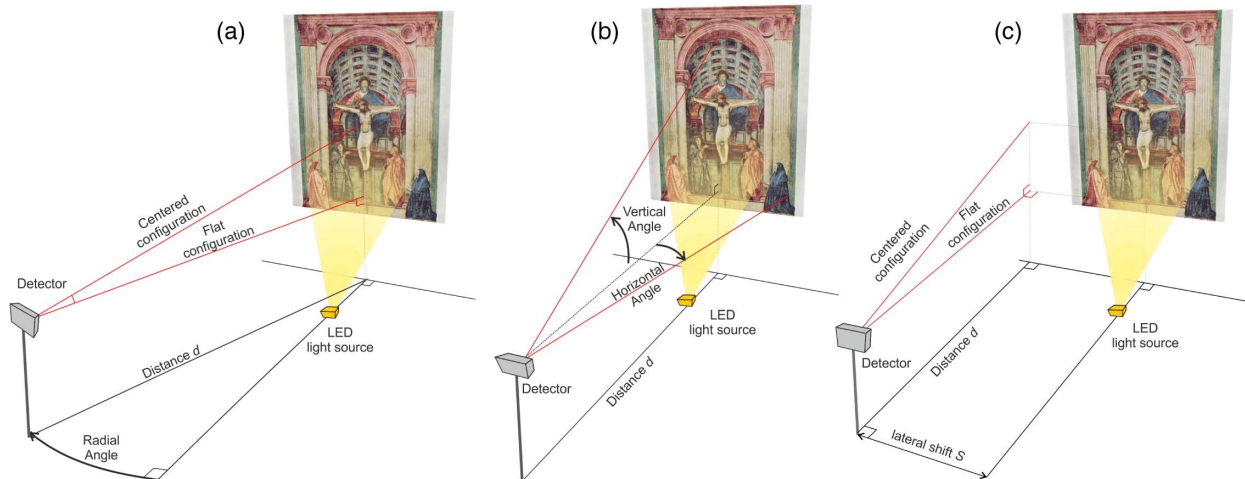 (a)
Centered
configuration
Flat
configuration
Detector
LED
light source
Distance d
Radial
Angle
(b)
Vertical
Angle
Horizontal
Angle
LED
light source
Detector
Distance d
(c)
Centered
configuration
Flat
configuration
LED
light source
Detector
Distance d
lateral shift S